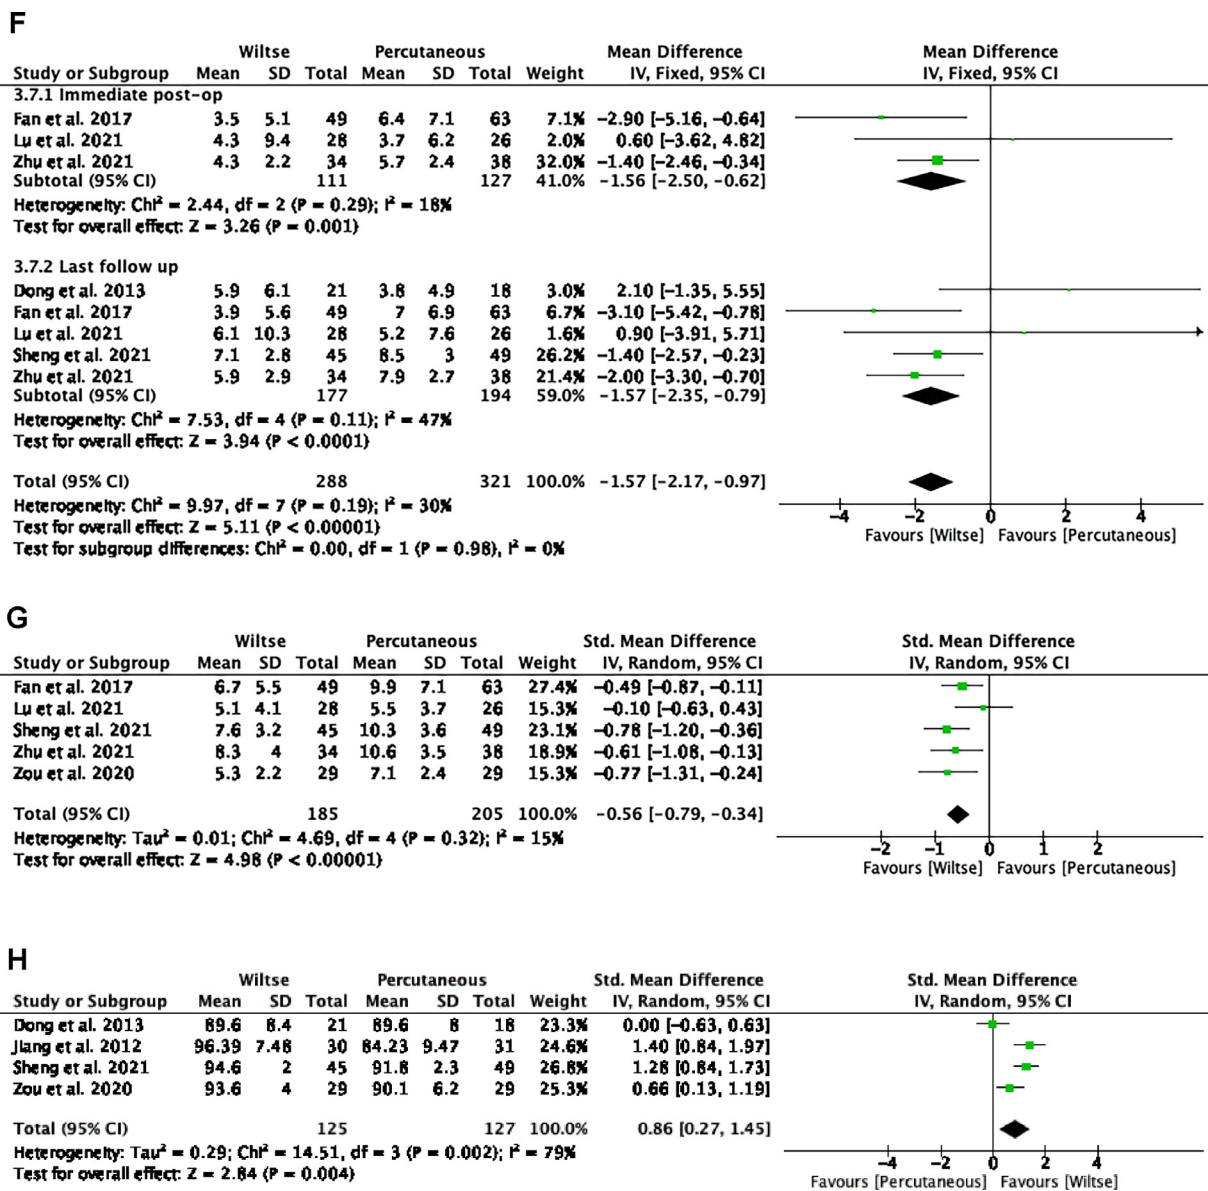 F
Wiltse Percutaneous Mean Difference Mean Difference
Study or Subgroup Mean SD Total Mean SD Total Weight IV, Fixed, 95% CI IV, Fixed, 95% CI
3.7.1 Immediate post-op
Fan et al. 2017 3.5 5.1 49 6.4 7.1 63 7.1% −2.90 [−5.16, −0.64]
Lu et al. 2021 4.3 9.4 28 3.7 6.2 26 2.0% 0.60 [−3.62, 4.82]
Zhu et al. 2021 4.3 2.2 34 5.7 2.4 38 32.0% −1.40 [−2.46, −0.34]
Subtotal (95% CI) 111 127 41.0% −1.56 [−2.50, −0.62]
Heterogeneity: Chi² = 2.44, df = 2 (P = 0.29); I² = 18%
Test for overall effect: Z = 3.26 (P = 0.001)
3.7.2 Last follow up
Dong et al. 2013 5.9 6.1 21 3.8 4.9 18 3.0% 2.10 [−1.35, 5.55]
Fan et al. 2017 3.9 5.6 49 7 6.9 63 6.7% −3.10 [−5.42, −0.78]
Lu et al. 2021 6.1 10.3 28 5.2 7.6 26 1.6% 0.90 [−3.91, 5.71]
Sheng et al. 2021 7.1 2.8 45 8.5 3 49 26.2% −1.40 [−2.57, −0.23]
Zhu et al. 2021 5.9 2.9 34 7.9 2.7 38 21.4% −2.00 [−3.30, −0.70]
Subtotal (95% CI) 177 194 59.0% −1.57 [−2.35, −0.79]
Heterogeneity: Chi² = 7.53, df = 4 (P = 0.11); I² = 47%
Test for overall effect: Z = 3.94 (P < 0.0001)
Total (95% CI) 288 321 100.0% −1.57 [−2.17, −0.97]
Heterogeneity: Chi² = 9.97, df = 7 (P = 0.19); I² = 30%
Test for overall effect: Z = 5.11 (P < 0.00001)
Test for subgroup differences: Chi² = 0.00, df = 1 (P = 0.98), I² = 0%
−4 −2 0 2 4
Favours [Wiltse] Favours [Percutaneous]
G
Wiltse Percutaneous Std. Mean Difference Std. Mean Difference
Study or Subgroup Mean SD Total Mean SD Total Weight IV, Random, 95% CI IV, Random, 95% CI
Fan et al. 2017 6.7 5.5 49 9.9 7.1 63 27.4% −0.49 [−0.87, −0.11]
Lu et al. 2021 5.1 4.1 28 5.5 3.7 26 15.3% −0.10 [−0.63, 0.43]
Sheng et al. 2021 7.6 3.2 45 10.3 3.6 49 23.1% −0.78 [−1.20, −0.36]
Zhu et al. 2021 8.3 4 34 10.6 3.5 38 18.9% −0.61 [−1.08, −0.13]
Zou et al. 2020 5.3 2.2 29 7.1 2.4 29 15.3% −0.77 [−1.31, −0.24]
Total (95% CI) 185 205 100.0% −0.56 [−0.79, −0.34]
Heterogeneity: Tau² = 0.01; Chi² = 4.69, df = 4 (P = 0.32); I² = 15%
Test for overall effect: Z = 4.98 (P < 0.00001)
−2 −1 0 1 2
Favours [Wiltse] Favours [Percutaneous]
H
Wiltse Percutaneous Std. Mean Difference Std. Mean Difference
Study or Subgroup Mean SD Total Mean SD Total Weight IV, Random, 95% CI IV, Random, 95% CI
Dong et al. 2013 89.6 8.4 21 89.6 8 18 23.3% 0.00 [−0.63, 0.63]
Jiang et al. 2012 96.39 7.48 30 84.23 9.47 31 24.6% 1.40 [0.84, 1.97]
Sheng et al. 2021 94.6 2 45 91.8 2.3 49 26.8% 1.28 [0.84, 1.73]
Zou et al. 2020 93.6 4 29 90.1 6.2 29 25.3% 0.66 [0.13, 1.19]
Total (95% CI) 125 127 100.0% 0.86 [0.27, 1.45]
Heterogeneity: Tau² = 0.29; Chi² = 14.51, df = 3 (P = 0.002); I² = 79%
Test for overall effect: Z = 2.84 (P = 0.004)
−4 −2 0 2 4
Favours [Percutaneous] Favours [Wiltse]